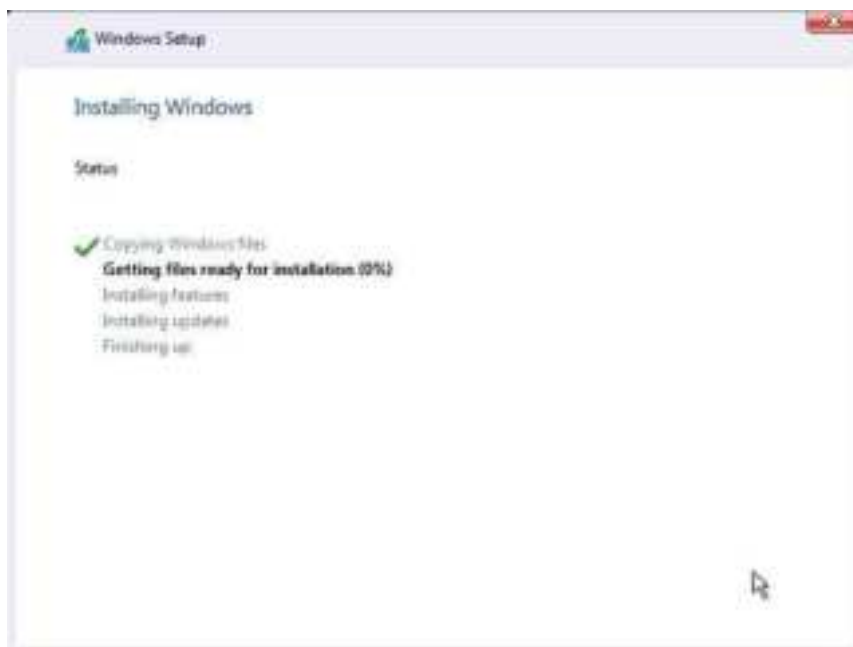 Windows Setup
Installing Windows
Status
Copying Windows files
Getting files ready for installation (0%)
Installing features
Installing updates
Finishing up